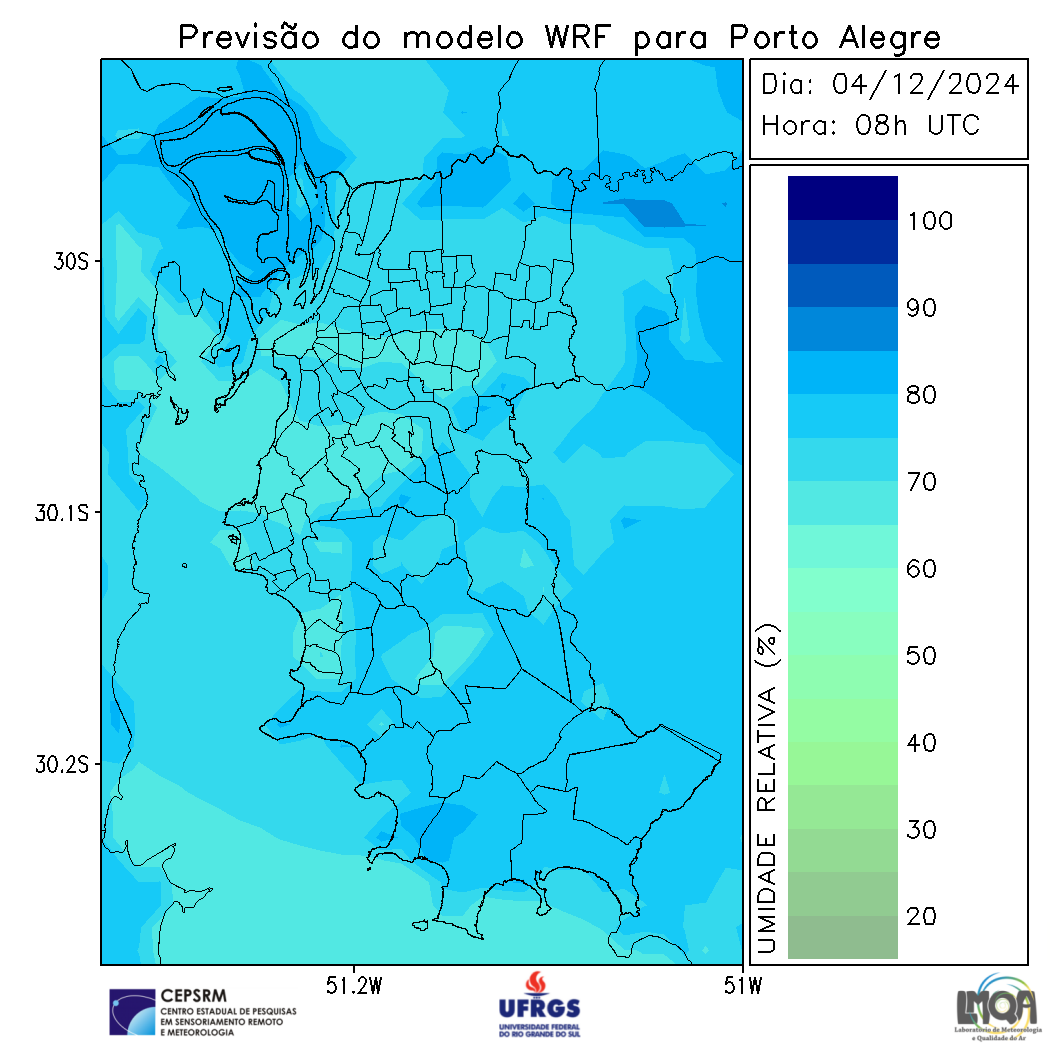 Previsão do modelo WRF para Porto Alegre
Dia: 04/12/2024
Hora: 08h UTC
100
90
80
70
60
50
40
30
20
UMIDADE RELATIVA (%)
30S
30.1S
30.2S
51.2W
51W
CEPSRM
CENTRO ESTADUAL DE PESQUISAS
EM SENSORIAMENTO REMOTO
E METEOROLOGIA
UFRGS
UNIVERSIDADE FEDERAL
DO RIO GRANDE DO SUL
LMQA
Laboratório de Meteorologia
e Qualidade do Ar